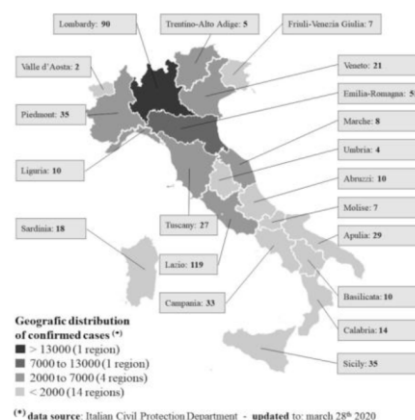 Lombardy: 90
Trentino-Alto Adige: 5
Friuli-Venezia Giulia: 7
Valle d'Aosta: 2
Veneto: 21
Emilia-Romagna: 5
Piedmont: 35
Marche: 8
Umbria: 4
Liguria: 10
Abruzzi: 10
Molise: 7
Sardinia: 18
Tuscany: 27
Apulia: 29
Lazio: 119
Campania: 33
Basilicata: 10
Calabria: 14
Sicily: 35
Geografic distribution
of confirmed cases (*)
> 13000 (1 region)
7000 to 13000 (1 region)
2000 to 7000 (4 regions)
< 2000 (14 regions)
(*) data source: Italian Civil Protection Department - updated to: march 28th 2020